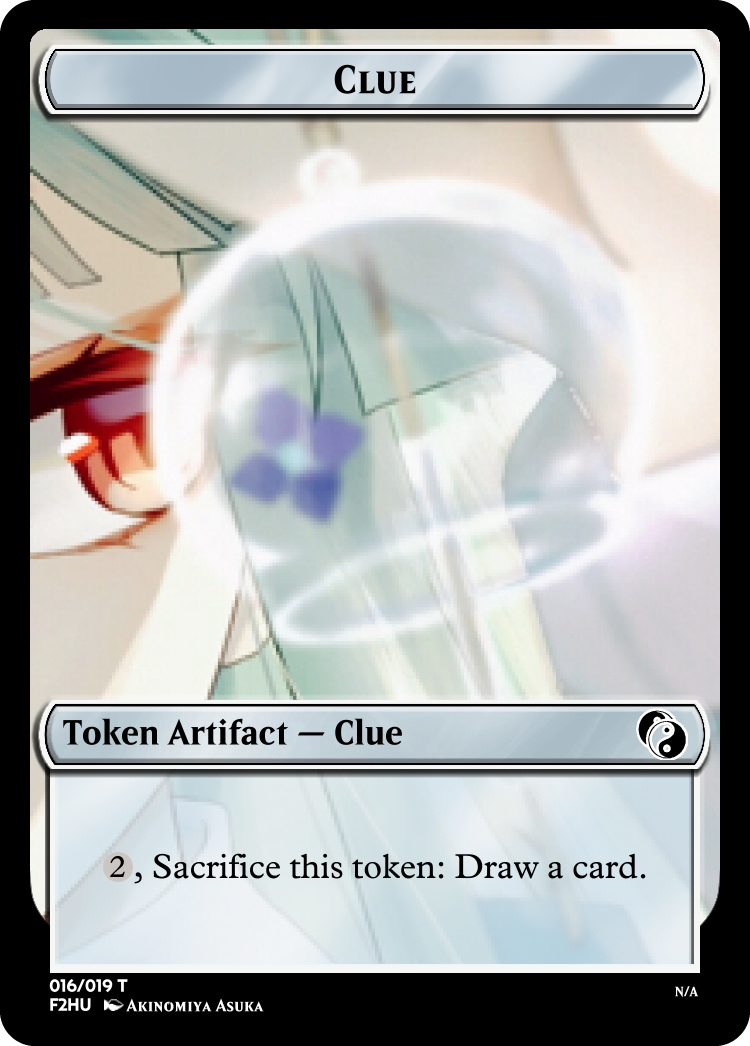 Clue
Token Artifact — Clue
2, Sacrifice this token: Draw a card.
016/019 T
F2HU Akinomiya Asuka
N/A